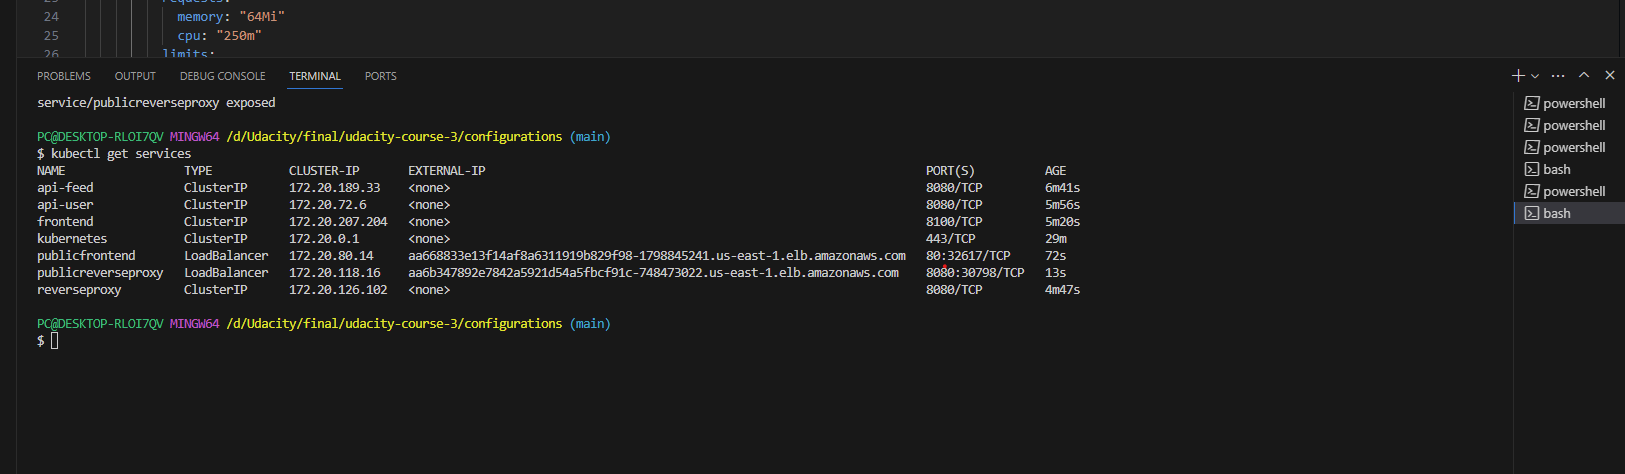 23 requests:
24 memory: "64Mi"
25 cpu: "250m"
26 limits:
PROBLEMS OUTPUT DEBUG CONSOLE TERMINAL PORTS
service/publicreverseproxy exposed
PC@DESKTOP-RLOI7QV MINGW64 /d/Udacity/final/udacity-course-3/configurations (main)
$ kubectl get services
NAME TYPE CLUSTER-IP EXTERNAL-IP PORT(S) AGE
api-feed ClusterIP 172.20.189.33 <none> 8080/TCP 6m41s
api-user ClusterIP 172.20.72.6 <none> 8080/TCP 5m56s
frontend ClusterIP 172.20.207.204 <none> 8100/TCP 5m20s
kubernetes ClusterIP 172.20.0.1 <none> 443/TCP 29m
publicfrontend LoadBalancer 172.20.80.14 aa668833e13f14af8a6311919b829f98-1798845241.us-east-1.elb.amazonaws.com 80:32617/TCP 72s
publicreverseproxy LoadBalancer 172.20.118.16 aa6b347892e7842a5921d54a5fbcf91c-748473022.us-east-1.elb.amazonaws.com 8080:30798/TCP 13s
reverseproxy ClusterIP 172.20.126.102 <none> 8080/TCP 4m47s
PC@DESKTOP-RLOI7QV MINGW64 /d/Udacity/final/udacity-course-3/configurations (main)
$
powershell
powershell
powershell
bash
powershell
bash